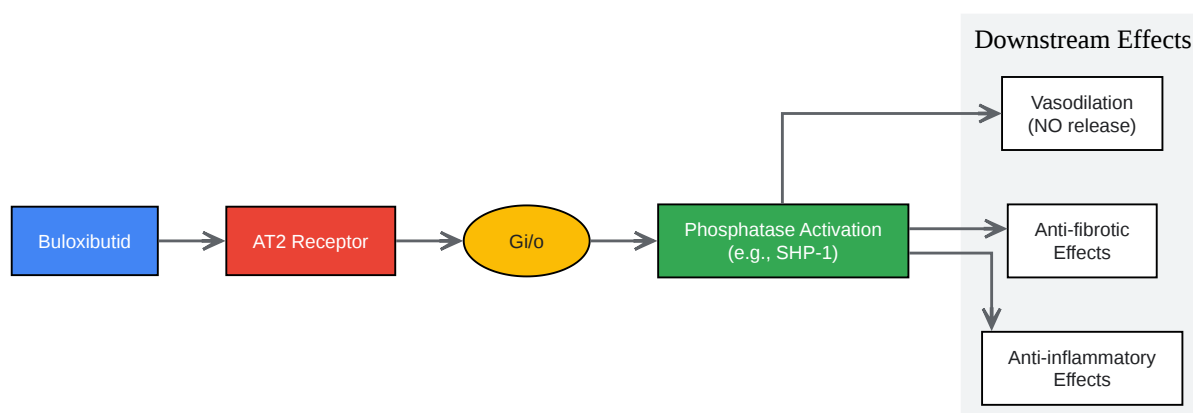 Downstream Effects
Vasodilation
(NO release)
Buloxibutid
AT2 Receptor
Gi/o
Phosphatase Activation
(e.g., SHP-1)
Anti-fibrotic
Effects
Anti-inflammatory
Effects